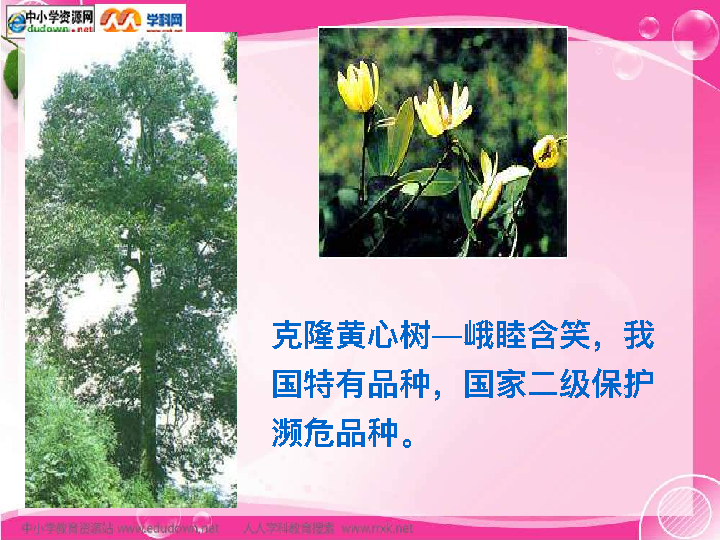 中小学资源网
edudown.net
学科网
克隆黄心树—峨睦含笑，我
国特有品种，国家二级保护
濒危品种。
中小学教育资源站 www.edudown.net 人人学科教育搜索 www.rrxk.net